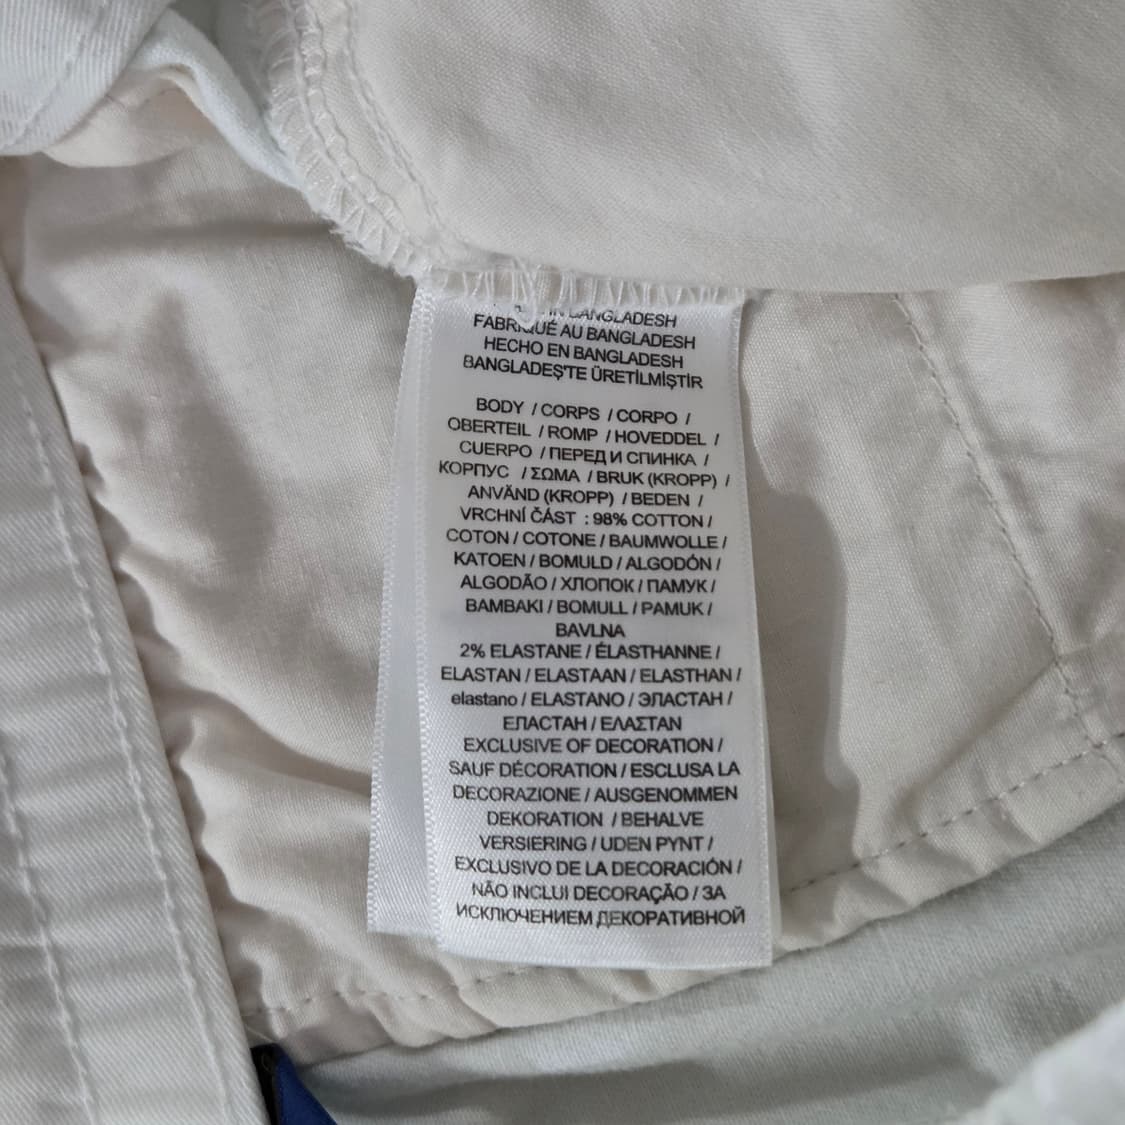 IN BANGLADESH
FABRIQUÉ AU BANGLADESH
HECHO EN BANGLADESH
BANGLADEŞ'TE ÜRETİLMİŞTİR
BODY / CORPS / CORPO /
OBERTEIL / ROMP / HOVEDDEL /
CUERPO / ПЕРЕД И СПИНКА /
КОРПУС / ΣΩΜΑ / BRUK (KROPP) /
ANVÄND (KROPP) / BEDEN /
VRCHNÍ ČÁST : 98% COTTON /
COTON / COTONE / BAUMWOLLE /
KATOEN / BOMULD / ALGODÓN /
ALGODÃO / ХЛОПОК / ПАМУК /
BAMBAKI / BOMULL / PAMUK /
BAVLNA
2% ELASTANE / ÉLASTHANNE /
ELASTAN / ELASTAAN / ELASTHAN /
elastano / ELASTANO / ЭЛАСТАН /
ЕЛАСТАН / ΕΛΑΣΤΑΝ
EXCLUSIVE OF DECORATION /
SAUF DÉCORATION / ESCLUSA LA
DECORAZIONE / AUSGENOMMEN
DEKORATION / BEHALVE
VERSIERING / UDEN PYNT /
EXCLUSIVO DE LA DECORACIÓN /
NÃO INCLUI DECORAÇÃO / ЗА
ИСКЛЮЧЕНИЕМ ДЕКОРАТИВНОЙ